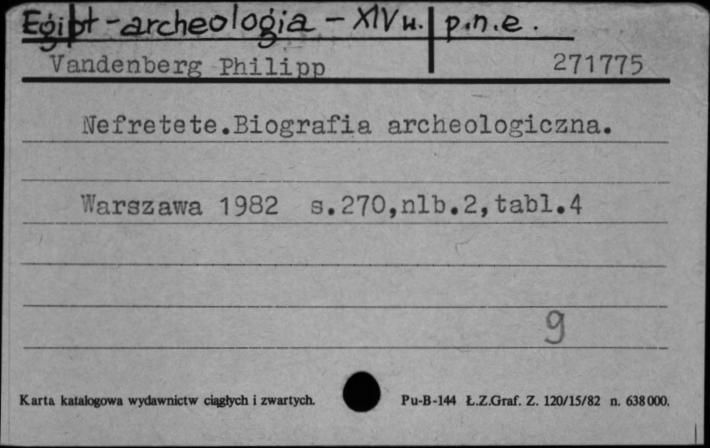 Egipt - archeologia - XIV w. p.n.e.
Vandenberg Philipp 271775
Nefretete.Biografia archeologiczna.
Warszawa 1982 s.270,nlb.2,tabl.4
9
Karta katalogowa wydawnictw ciągłych i zwartych. Pu-B-144 Ł.Z.Graf. Z. 120/15/82 n. 638000.